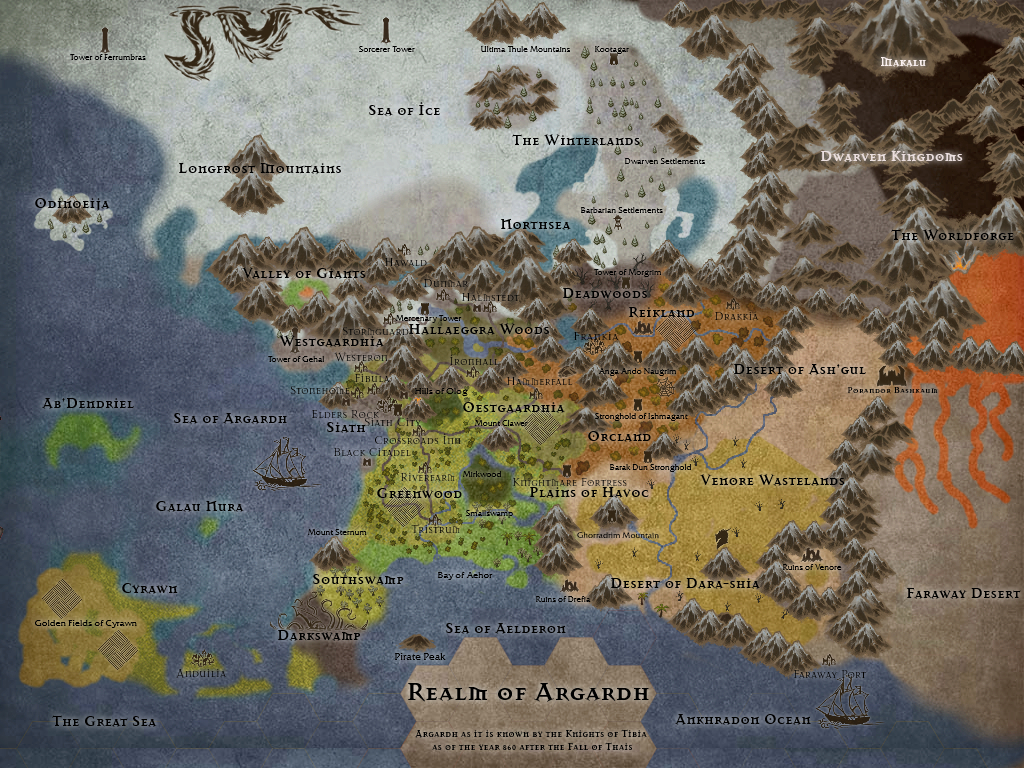 Tower of Ferrumbras
Sorcerer Tower
Ultima Thule Mountains
Kootagar
Makalu
Sea of Ice
The Winterlands
Dwarven Settlements
Dwarven Kingdoms
Longfrost Mountains
Odinoeija
Barbarian Settlements
Northsea
The Worldforge
Hawald
Valley of Giants
Tower of Morgrim
Dunmar
Halmstedt
Deadwoods
Mercenary Tower
Reikland
Drakkia
Stormguard
Hallaeggra Woods
Westgaardhia
Frankia
Tower of Gehal
Westeron
Ironhall
Anga Ando Naugrim
Desert of Ash'gul
Fibula
Hammerfall
Stonehome
Hills of Olog
Porandor Bashkaum
Ab'Dendriel
Oestgaardhia
Elders Rock
Sea of Argardh
Siath City
Mount Clawer
Stronghold of Ishmagant
Siath
Crossroads Inn
Orcland
Black Citadel
Barak Dun Stronghold
Riverfarm
Mirkwood
Knightmare Fortress
Venore Wastelands
Greenwood
Plains of Havoc
Galau Nura
Smallswamp
Tristrum
Mount Sternum
Ghorradrim Mountain
Ruins of Venore
Bay of Aehor
Southswamp
Desert of Dara-shia
Cyrawn
Ruins of Drefia
Faraway Desert
Golden Fields of Cyrawn
Sea of Aelderon
Darkswamp
Pirate Peak
Anduilia
Faraway Port
Realm of Argardh
The Great Sea
Ankhradon Ocean
Argardh as it is known by the Knights of Tibia
as of the year 860 after the Fall of Thais